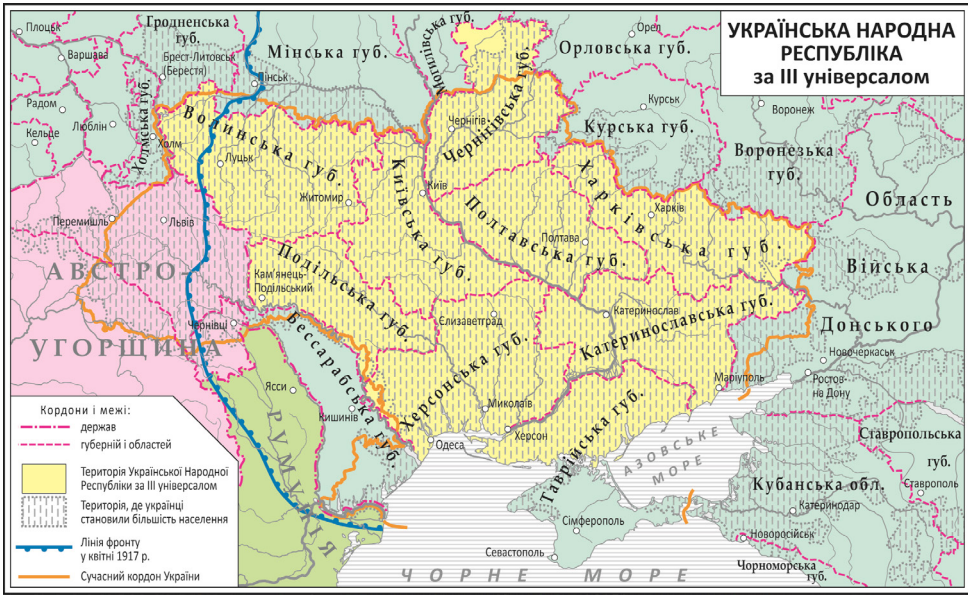 УКРАЇНСЬКА НАРОДНА
РЕСПУБЛІКА
за III універсалом
Плоцьк
Варшава
Радом
Кельце
Люблін
Холм
Холмська губ.
Гродненська
губ.
Брест-Литовськ
(Берестя)
Пінськ
Мінська губ.
Могилівська губ.
Орловська губ.
Орел
Курськ
Курська губ.
Воронеж
Воронезька
губ.
Область
Війська
Донського
Волинська губ.
Луцьк
Житомир
Київська губ.
Київ
Чернігів
Чернігівська губ.
Полтавська губ.
Полтава
Харківська губ.
Харків
Перемишль
Львів
АВСТРО-
УГОРЩИНА
Чернівці
Подільська губ.
Кам'янець-
Подільський
Єлизаветград
Катеринослав
Катеринославська губ.
Херсонська губ.
Миколаїв
Херсон
Одеса
Бессарабська губ.
Кишинів
Ясси
РУМУНІЯ
Таврійська губ.
Маріуполь
Новочеркаськ
Ростов-
на Дону
АЗОВСЬКЕ
МОРЕ
Ставропольська
губ.
Ставрополь
Кубанська обл.
Катеринодар
Новоросійськ
Чорноморська
губ.
Сімферополь
Севастополь
ЧОРНЕ МОРЕ
Кордони і межі:
держав
губерній і областей
Територія Української Народної
Республіки за III універсалом
Територія, де українці
становили більшість населення
Лінія фронту
у квітні 1917 р.
Сучасний кордон України